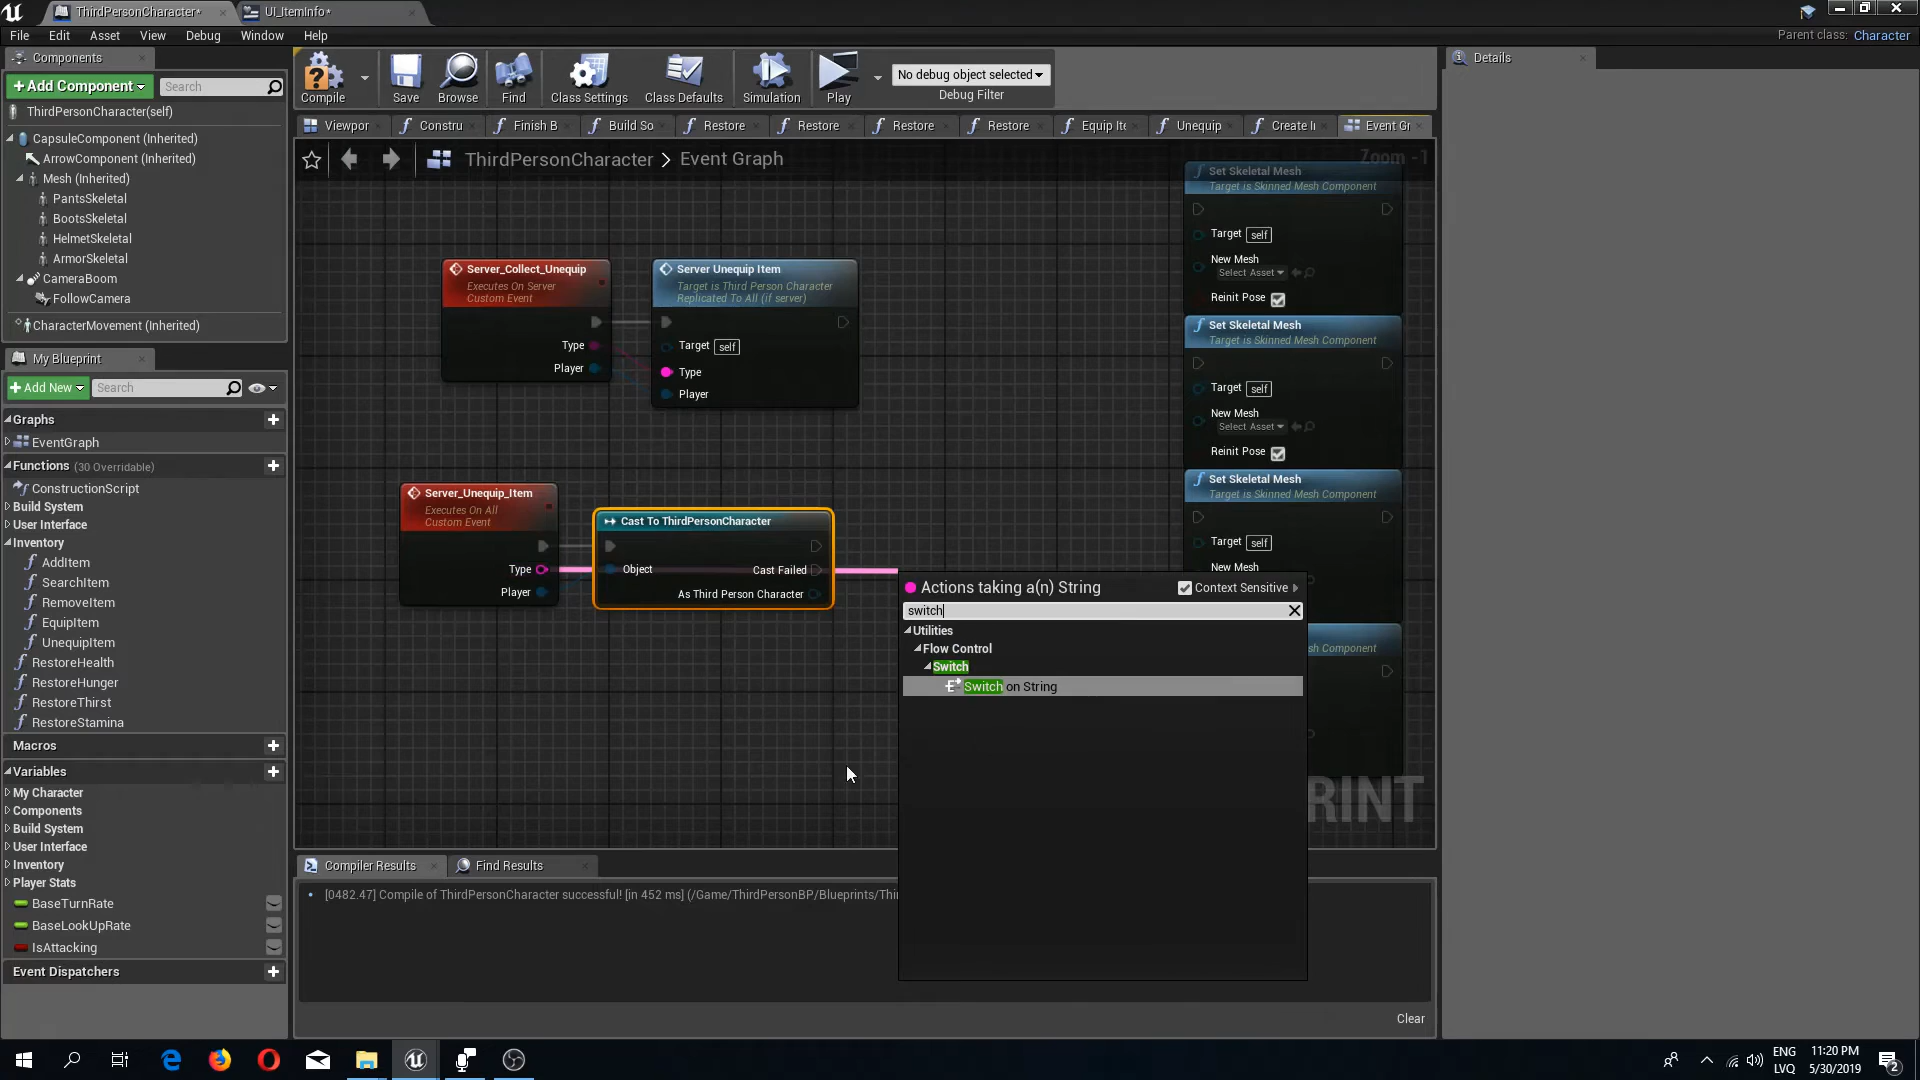 ThirdPersonCharacter*
UI_ItemInfo*
File
Edit
Asset
View
Debug
Window
Help
Parent class: Character
Components
+Add Component
Search
ThirdPersonCharacter(self)
CapsuleComponent (Inherited)
ArrowComponent (Inherited)
Mesh (Inherited)
PantsSkeletal
BootsSkeletal
HelmetSkeletal
ArmorSkeletal
CameraBoom
FollowCamera
CharacterMovement (Inherited)
My Blueprint
+Add New
Search
Graphs
EventGraph
Functions (30 Overridable)
ConstructionScript
Build System
User Interface
Inventory
AddItem
SearchItem
RemoveItem
EquipItem
UnequipItem
RestoreHealth
RestoreHunger
RestoreThirst
RestoreStamina
Macros
Variables
My Character
Components
Build System
User Interface
Inventory
Player Stats
BaseTurnRate
BaseLookUpRate
IsAttacking
Event Dispatchers
Compile
Save
Browse
Find
Class Settings
Class Defaults
Simulation
Play
No debug object selected
Debug Filter
Viewpor
Constru
Finish B
Build So
Restore
Restore
Restore
Restore
Equip Ite
Unequip
Create I
Event Gr
ThirdPersonCharacter > Event Graph
Zoom -1
Server_Collect_Unequip
Executes On Server
Custom Event
Type
Player
Server Unequip Item
Target is Third Person Character
Replicated To All (if server)
Target self
Type
Player
Server_Unequip_Item
Executes On All
Custom Event
Type
Player
Cast To ThirdPersonCharacter
Object
Cast Failed
As Third Person Character
Set Skeletal Mesh
Target is Skinned Mesh Component
Target self
New Mesh
Select Asset
Reinit Pose
Set Skeletal Mesh
Target is Skinned Mesh Component
Target self
New Mesh
Select Asset
Reinit Pose
Set Skeletal Mesh
Target is Skinned Mesh Component
Target self
New Mesh
sh Component
RINT
Actions taking a(n) String
Context Sensitive
switch
Utilities
Flow Control
Switch
Switch on String
Compiler Results
Find Results
[0482.47] Compile of ThirdPersonCharacter successful! [in 452 ms] (/Game/ThirdPersonBP/Blueprints/Thi
Clear
Details
ENG
LVQ
11:20 PM
5/30/2019
2